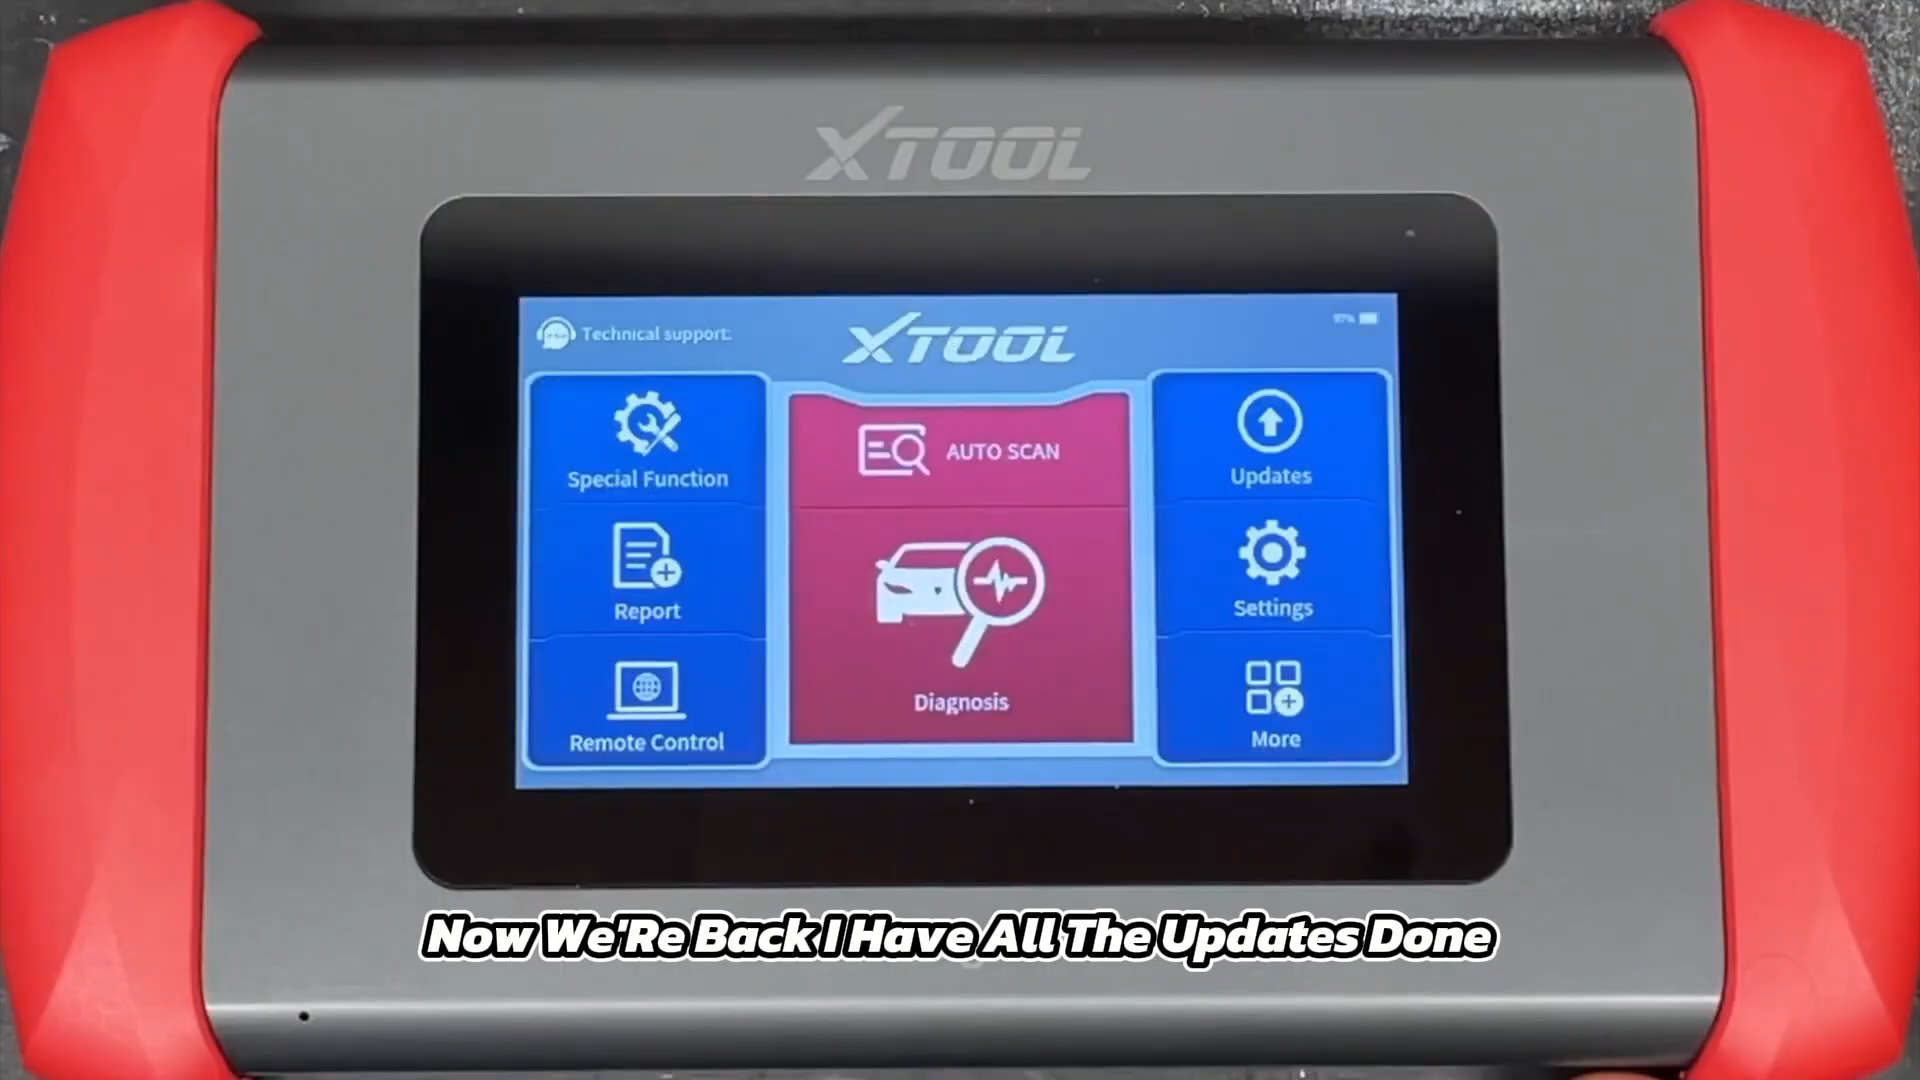 XTOOL
Technical support:
XTOOL
97%
Special Function
AUTO SCAN
Updates
Report
Settings
Diagnosis
Remote Control
More
Now We'Re Back I Have All The Updates Done